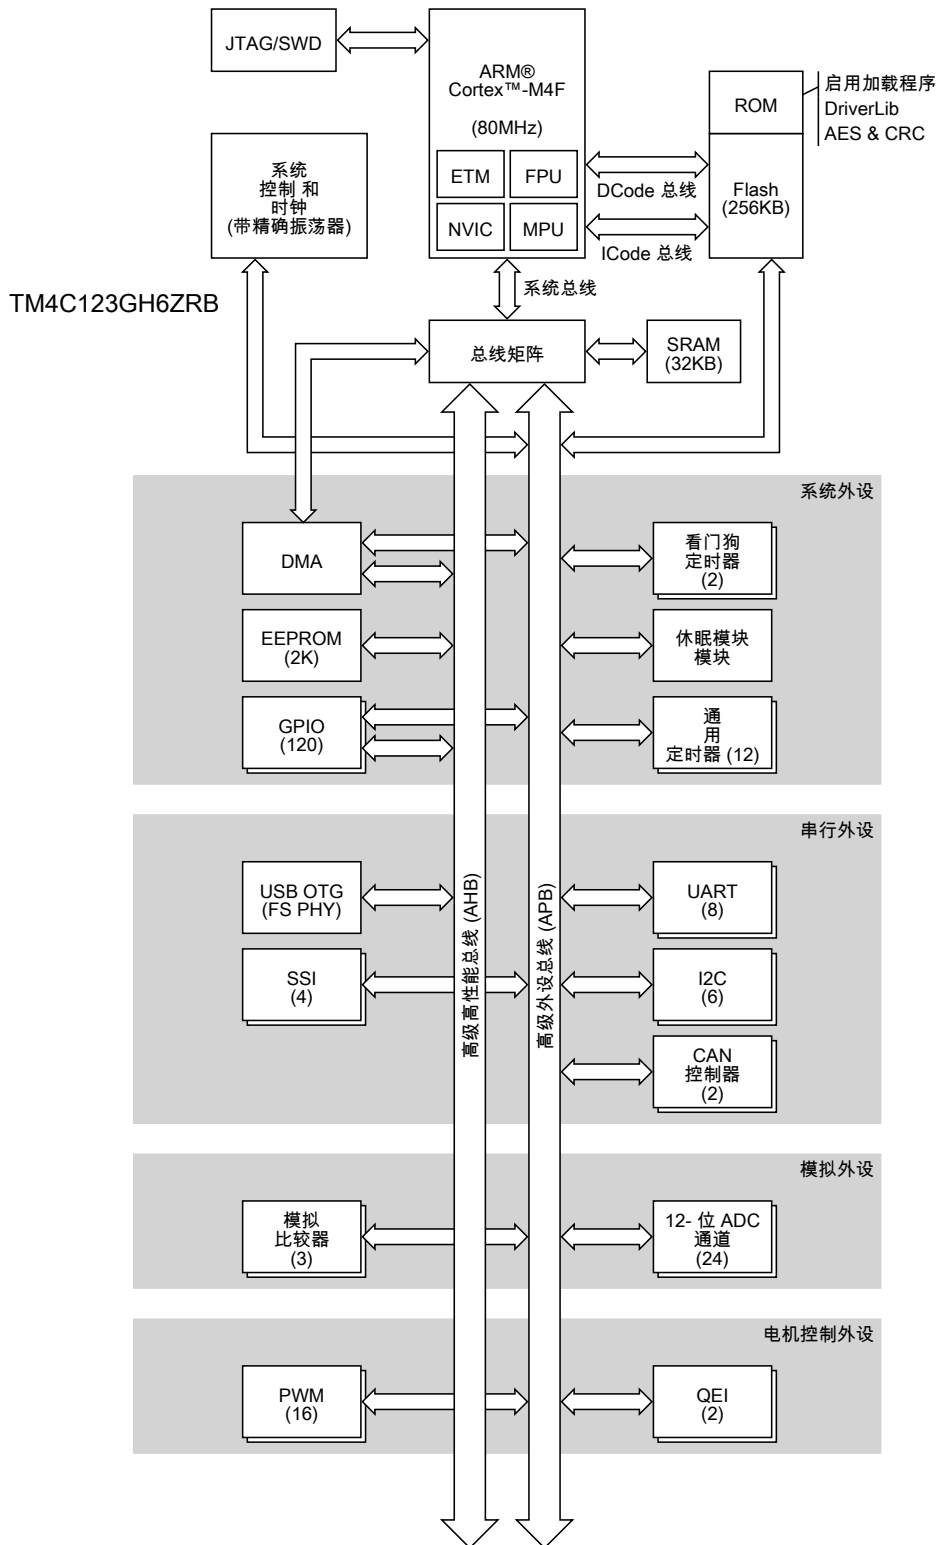 JTAG/SWD
ARM®
Cortex™-M4F
(80MHz)
ETM
FPU
NVIC
MPU
ROM
启用加载程序
DriverLib
AES & CRC
系统
控制 和
时钟
(带精确振荡器)
DCode 总线
Flash
(256KB)
ICode 总线
系统总线
TM4C123GH6ZRB
总线矩阵
SRAM
(32KB)
系统外设
DMA
看门狗
定时器
(2)
EEPROM
(2K)
休眠模块
模块
GPIO
(120)
通
用
定时器 (12)
串行外设
USB OTG
(FS PHY)
高级高性能总线 (AHB)
高级外设总线 (APB)
UART
(8)
SSI
(4)
I2C
(6)
CAN
控制器
(2)
模拟外设
模拟
比较器
(3)
12- 位 ADC
通道
(24)
电机控制外设
PWM
(16)
QEI
(2)